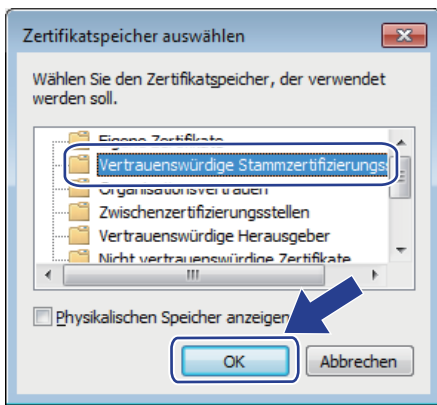 Zertifikatspeicher auswählen
Wählen Sie den Zertifikatspeicher, der verwendet
werden soll.
Eigene Zertifikate
Vertrauenswürdige Stammzertifizierungs
Organisationsvertrauen
Zwischenzertifizierungsstellen
Vertrauenswürdige Herausgeber
Nicht vertrauenswürdige Zertifikate
Physikalischen Speicher anzeigen
OK
Abbrechen